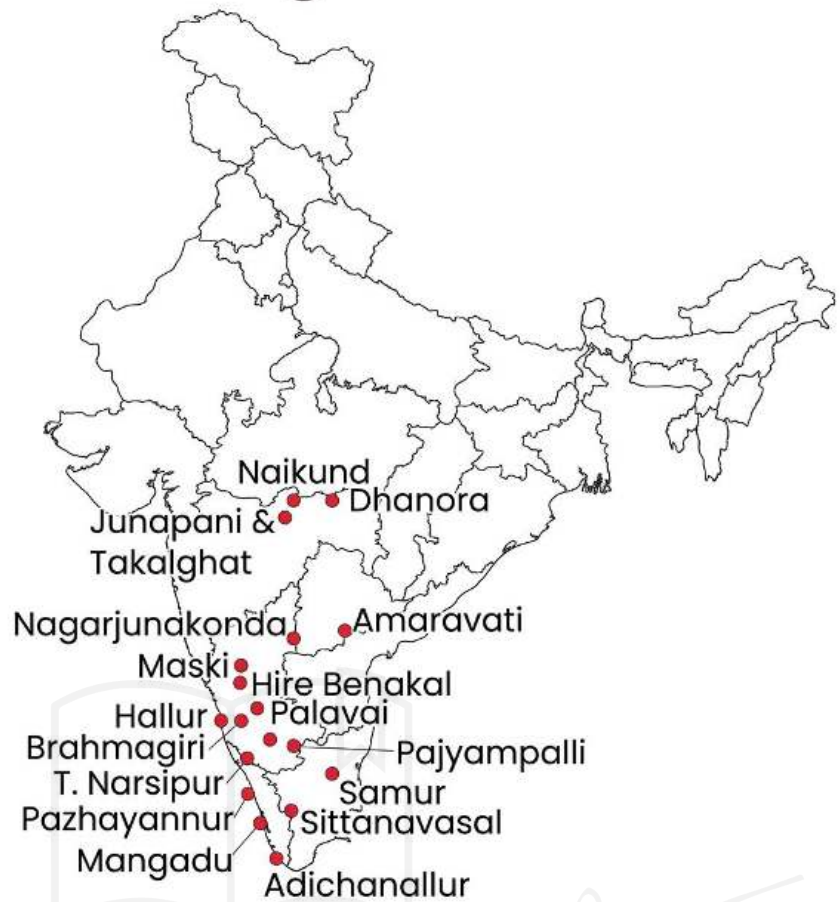 Naikund
Dhanora
Junapani &
Takalghat
Nagarjunakonda
Amaravati
Maski
Hire Benakal
Hallur
Palavai
Brahmagiri
Pajyampalli
T. Narsipur
Samur
Pazhayannur
Sittanavasal
Mangadu
Adichanallur